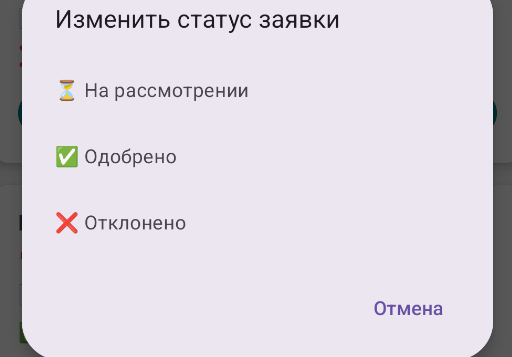 Изменить статус заявки
⏳ На рассмотрении
✅ Одобрено
❌ Отклонено
Отмена